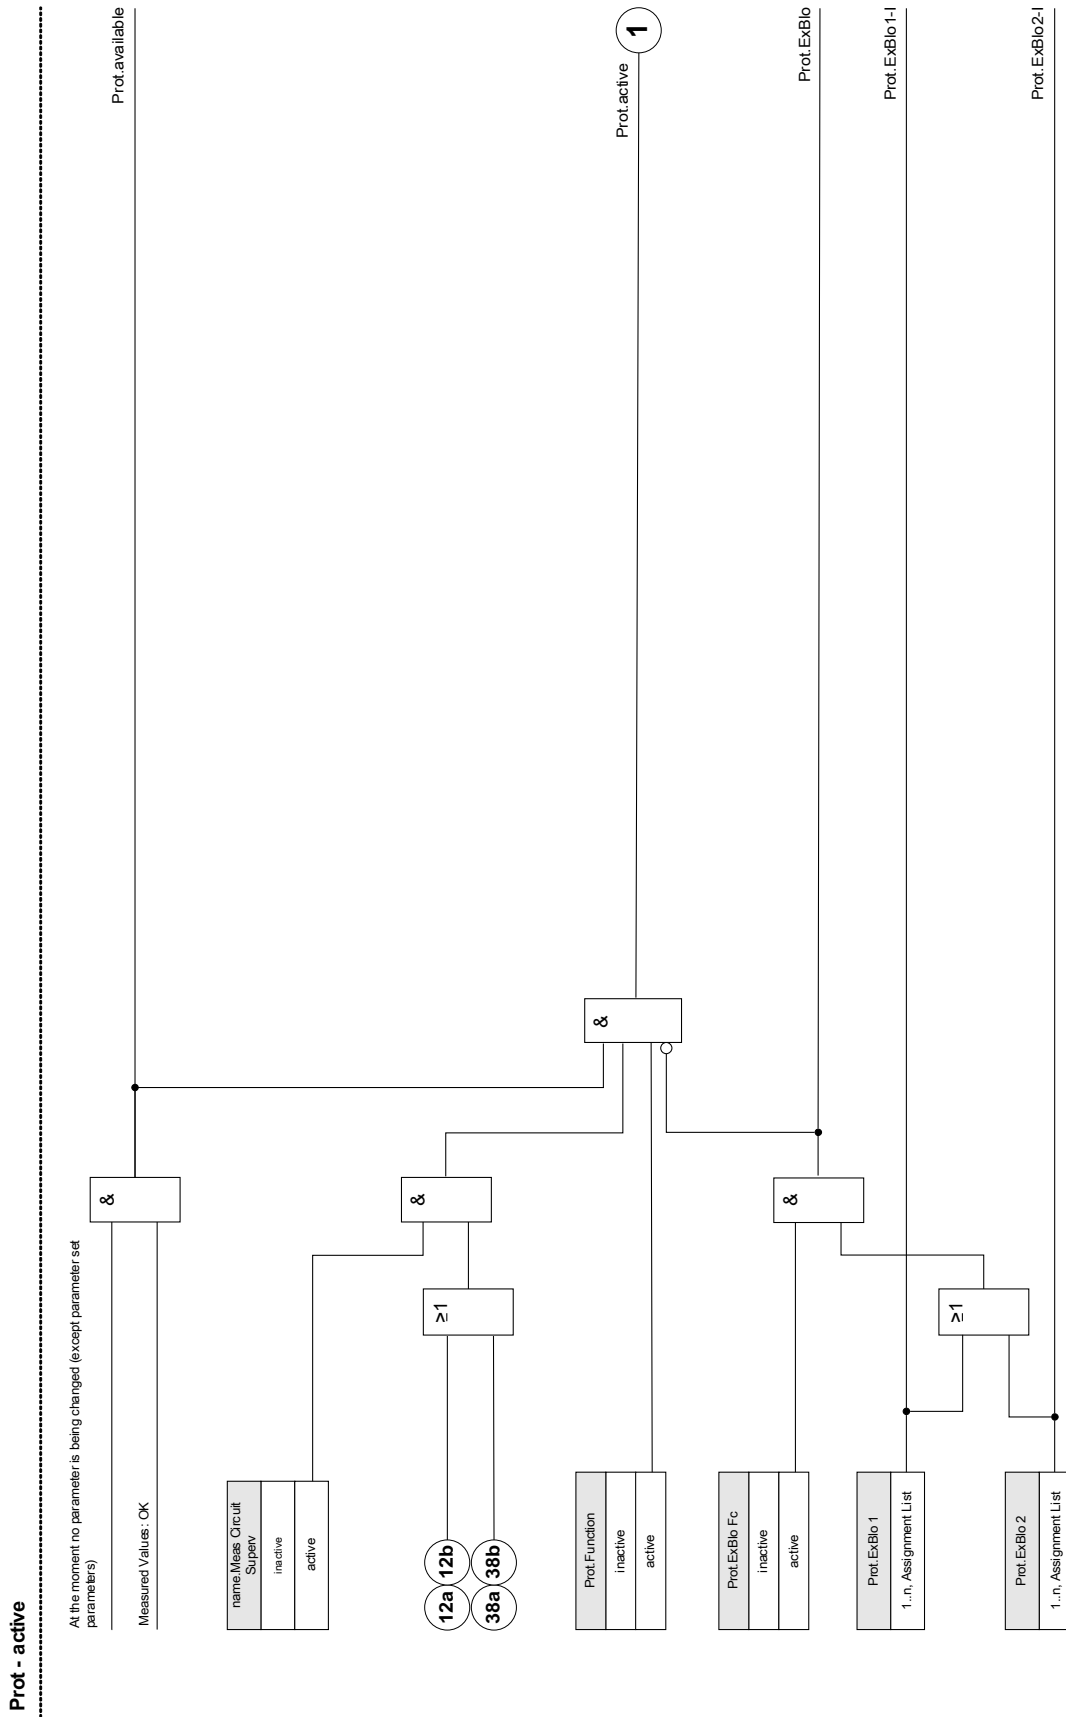 Prot - active
At the moment no parameter is being changed (except parameter set
parameters)
Measured Values: OK
&
Prot.available
name.Meas Circuit
Superv
inactive
active
12a 12b
38a 38b
≥1
&
Prot.Function
inactive
active
&
Prot.active
1
Prot.ExBlo Fc
inactive
active
&
Prot.ExBlo
Prot.ExBlo 1
1..n, Assignment List
Prot.ExBlo1-I
≥1
Prot.ExBlo 2
1..n, Assignment List
Prot.ExBlo2-I